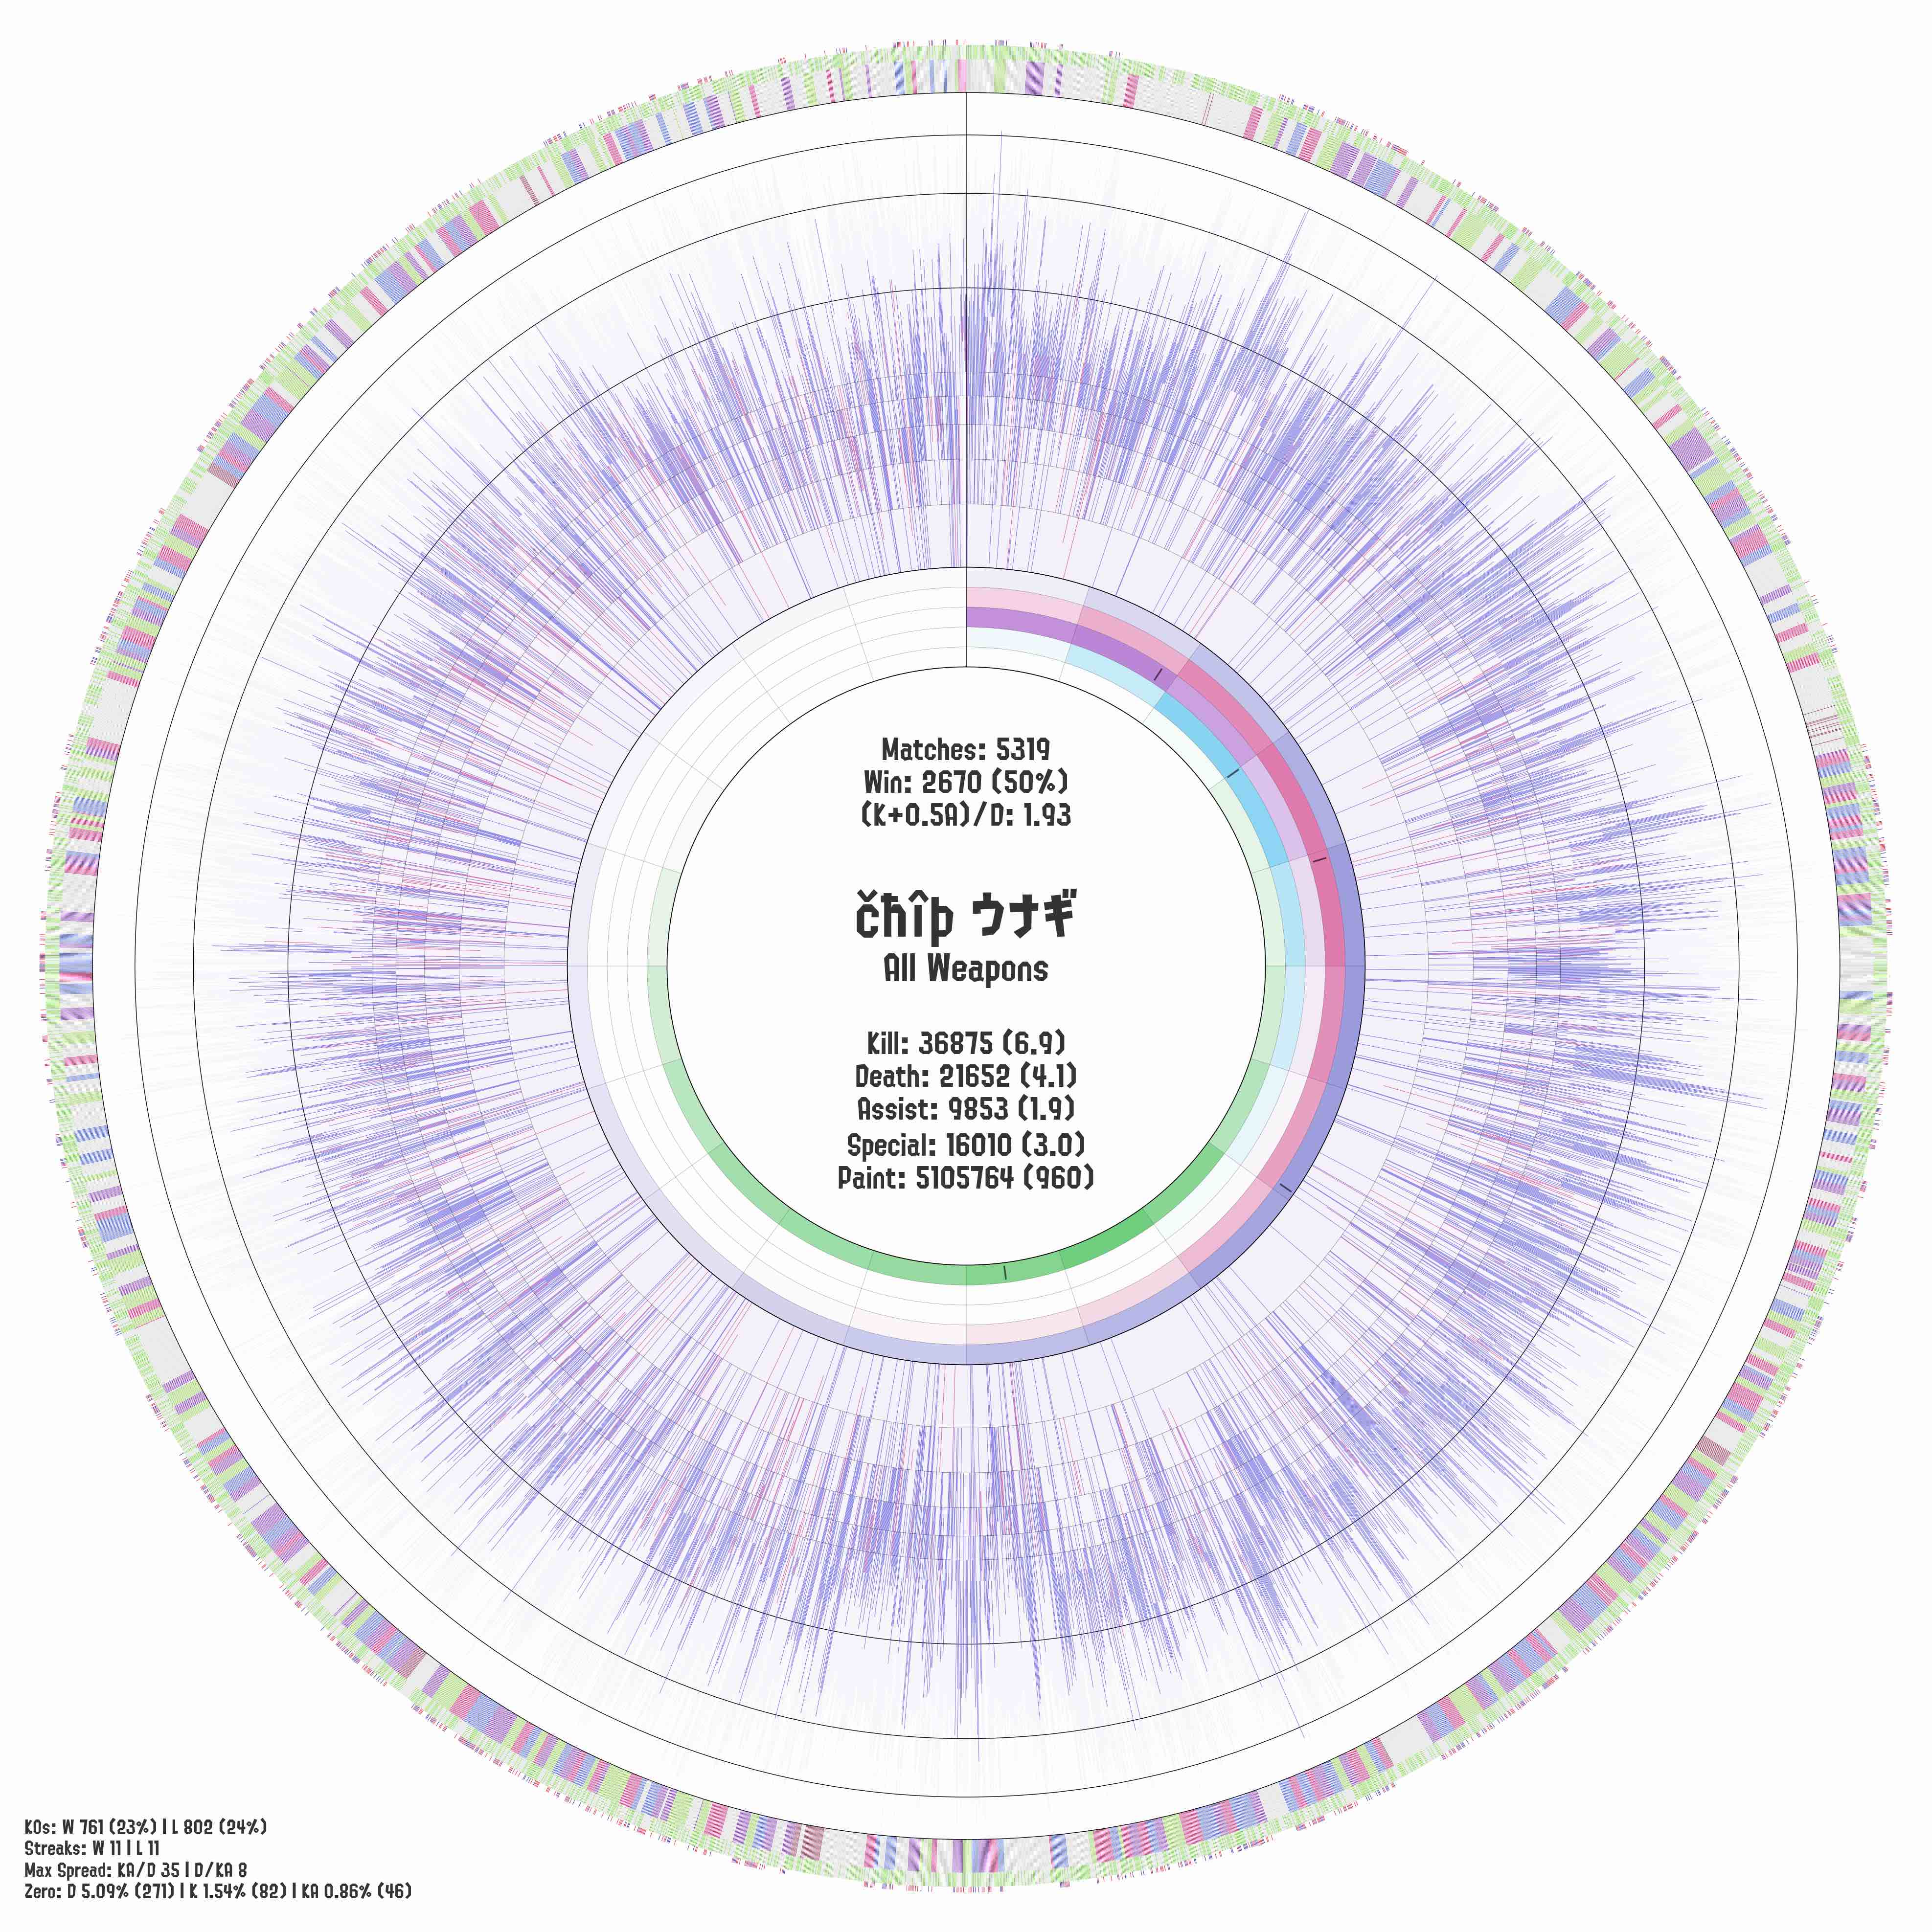 Matches: 5319
Win: 2670 (50%)
(K+0.5A)/D: 1.93
čħîþ ウナギ
All Weapons
Kill: 36875 (6.9)
Death: 21652 (4.1)
Assist: 9853 (1.9)
Special: 16010 (3.0)
Paint: 5105764 (960)
KOs: W 761 (23%) | L 802 (24%)
Streaks: W 11 | L 11
Max Spread: KA/D 35 | D/KA 8
Zero: D 5.09% (271) | K 1.54% (82) | KA 0.86% (46)